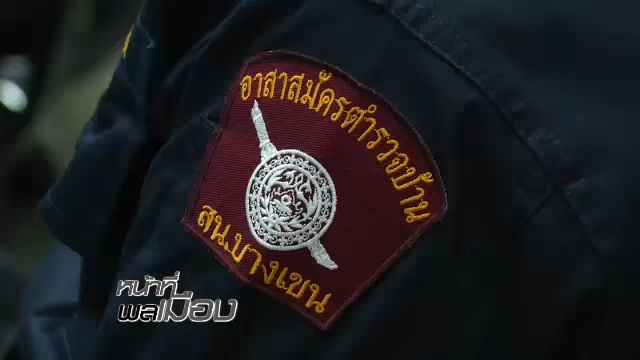 อาสาสมัครตำรวจบ้าน
สน.บางเขน
หน้าที่
พลเมือง